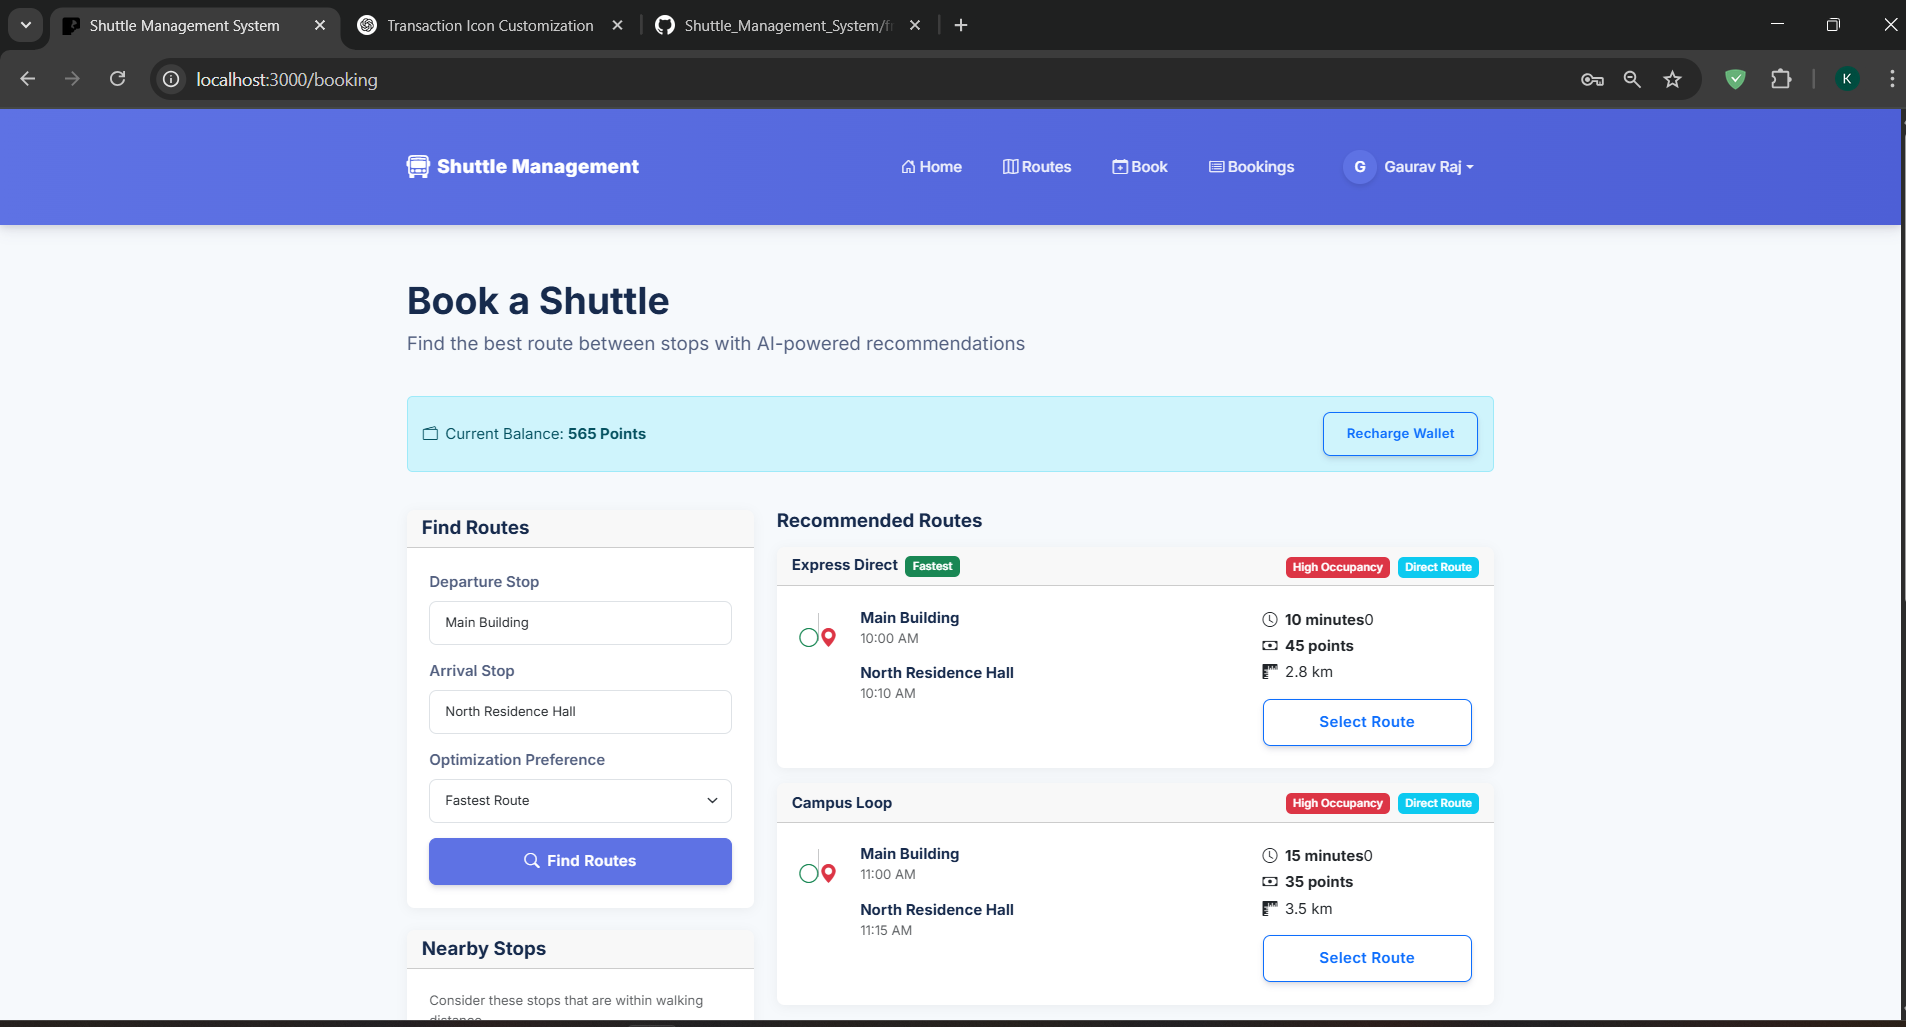 Shuttle Management System
Transaction Icon Customization
Shuttle_Management_System/f
localhost:3000/booking
K
Shuttle Management
Home
Routes
Book
Bookings
G
Gaurav Raj
Book a Shuttle
Find the best route between stops with AI-powered recommendations
Current Balance: 565 Points
Recharge Wallet
Find Routes
Departure Stop
Main Building
Arrival Stop
North Residence Hall
Optimization Preference
Fastest Route
Find Routes
Nearby Stops
Consider these stops that are within walking
distance
Recommended Routes
Express Direct Fastest
High Occupancy Direct Route
Main Building
10:00 AM
North Residence Hall
10:10 AM
10 minutes0
45 points
2.8 km
Select Route
Campus Loop
High Occupancy Direct Route
Main Building
11:00 AM
North Residence Hall
11:15 AM
15 minutes0
35 points
3.5 km
Select Route